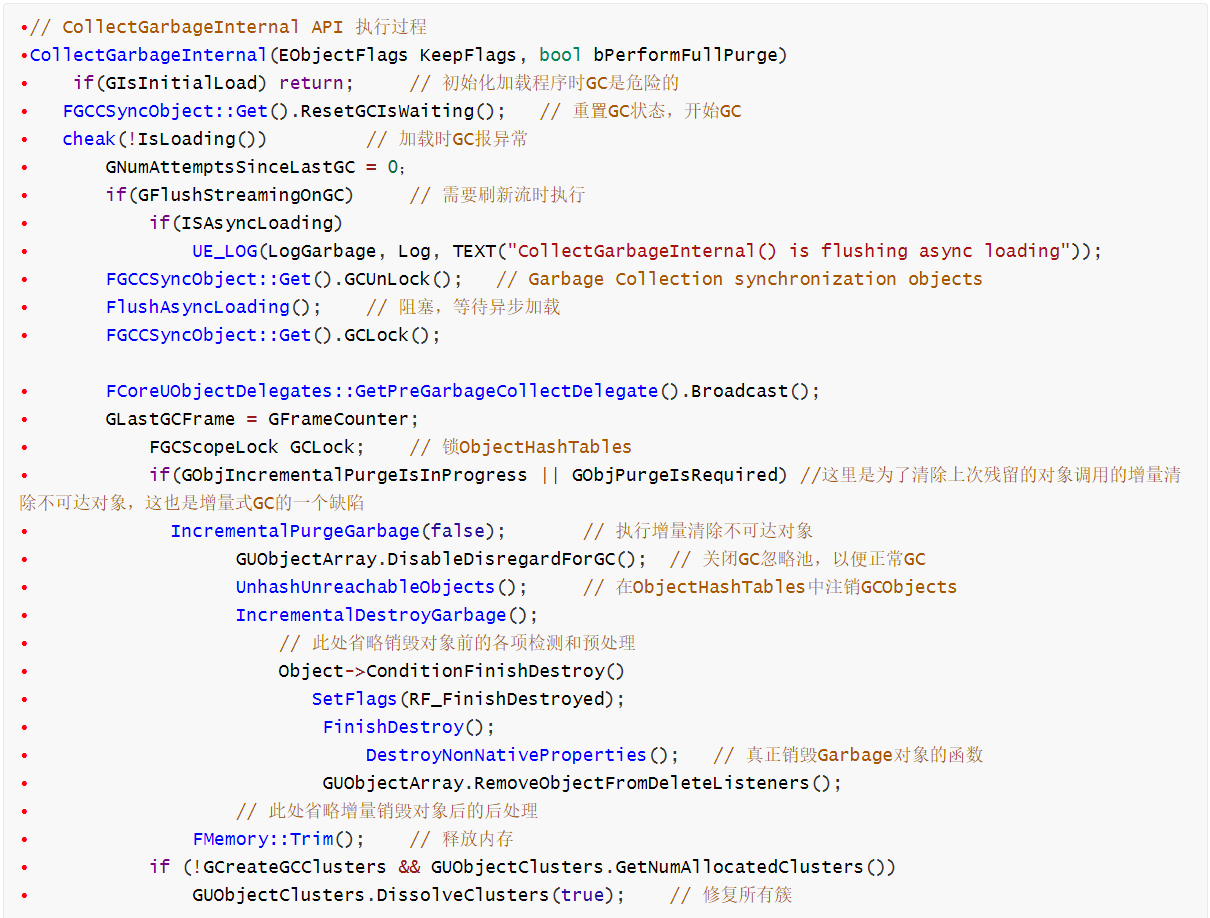 •// CollectGarbageInternal API 执行过程
•CollectGarbageInternal(EObjectFlags KeepFlags, bool bPerformFullPurge)
• if(GIsInitialLoad) return; // 初始化加载程序时GC是危险的
• FGCCSyncObject::Get().ResetGCIsWaiting(); // 重置GC状态，开始GC
• cheak(!IsLoading()) // 加载时GC报异常
• GNumAttemptsSinceLastGC = 0;
• if(GFlushStreamingOnGC) // 需要刷新流时执行
• if(ISAsyncLoading)
• UE_LOG(LogGarbage, Log, TEXT("CollectGarbageInternal() is flushing async loading"));
• FGCCSyncObject::Get().GCUnLock(); // Garbage Collection synchronization objects
• FlushAsyncLoading(); // 阻塞，等待异步加载
• FGCCSyncObject::Get().GCLock();
• FCoreUObjectDelegates::GetPreGarbageCollectDelegate().Broadcast();
• GLastGCFrame = GFrameCounter;
• FGCScopeLock GCLock; // 锁ObjectHashTables
• if(GObjIncrementalPurgeIsInProgress || GObjPurgeIsRequired) //这里是为了清除上次残留的对象调用的增量清
除不可达对象，这也是增量式GC的一个缺陷
• IncrementalPurgeGarbage(false); // 执行增量清除不可达对象
• GUObjectArray.DisableDisregardForGC(); // 关闭GC忽略池，以便正常GC
• UnhashUnreachableObjects(); // 在ObjectHashTables中注销GCObjects
• IncrementalDestroyGarbage();
• // 此处省略销毁对象前的各项检测和预处理
• Object->ConditionFinishDestroy()
• SetFlags(RF_FinishDestroyed);
• FinishDestroy();
• DestroyNonNativeProperties(); // 真正销毁Garbage对象的函数
• GUObjectArray.RemoveObjectFromDeleteListeners();
• // 此处省略增量销毁对象后的后处理
• FMemory::Trim(); // 释放内存
• if (!GCreateGCClusters && GUObjectClusters.GetNumAllocatedClusters())
• GUObjectClusters.DissolveClusters(true); // 修复所有簇